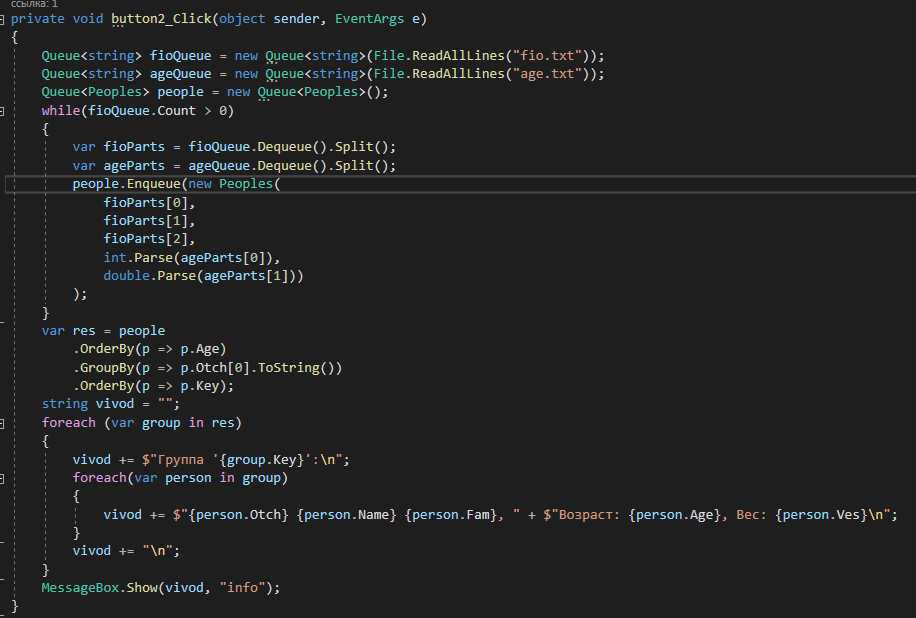 ссылка: 1
private void button2_Click(object sender, EventArgs e)
{
    Queue<string> fioQueue = new Queue<string>(File.ReadAllLines("fio.txt"));
    Queue<string> ageQueue = new Queue<string>(File.ReadAllLines("age.txt"));
    Queue<Peoples> people = new Queue<Peoples>();
    while(fioQueue.Count > 0)
    {
        var fioParts = fioQueue.Dequeue().Split();
        var ageParts = ageQueue.Dequeue().Split();
        people.Enqueue(new Peoples(
            fioParts[0],
            fioParts[1],
            fioParts[2],
            int.Parse(ageParts[0]),
            double.Parse(ageParts[1]))
        );
    }
    var res = people
        .OrderBy(p => p.Age)
        .GroupBy(p => p.Otch[0].ToString())
        .OrderBy(p => p.Key);
    string vivod = "";
    foreach (var group in res)
    {
        vivod += $"Группа '{group.Key}':\n";
        foreach(var person in group)
        {
            vivod += $"{person.Otch} {person.Name} {person.Fam}, " + $"Возраст: {person.Age}, Вес: {person.Ves}\n";
        }
        vivod += "\n";
    }
    MessageBox.Show(vivod, "info");
}